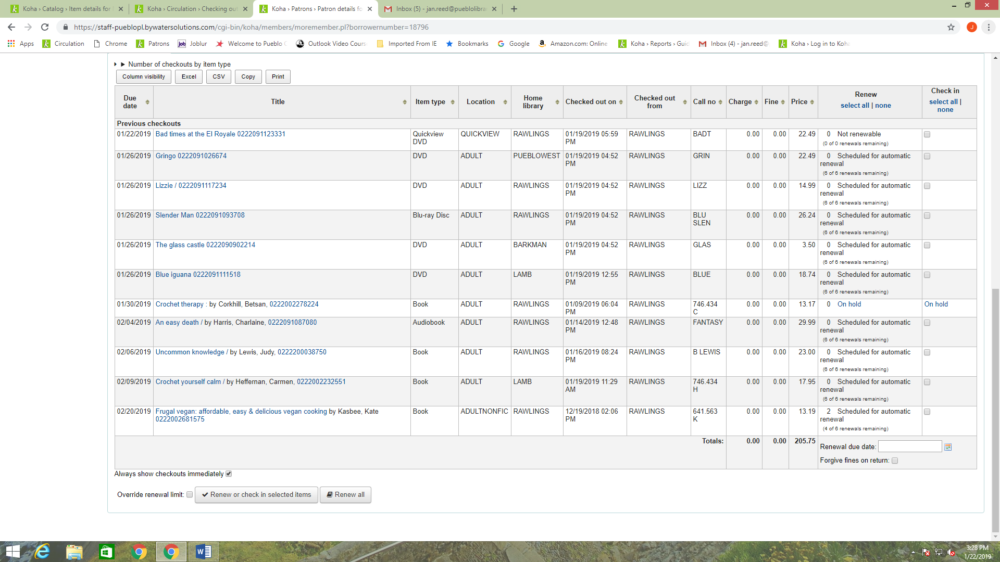 Koha › Catalog › Item details for
Koha › Circulation › Checking out
Koha › Patrons › Patron details fo
Inbox (5) - jan.reed@pueblolibra
https://staff-pueblopl.bywatersolutions.com/cgi-bin/koha/members/moremember.pl?borrowernumber=18796
J
Apps Circulation Chrome Patrons Joblur Welcome to Pueblo Outlook Video Cours Imported From IE Bookmarks Google Amazon.com: Online Koha › Reports › Guid Inbox (4) - jan.reed@ Koha › Log in to Koha
Number of checkouts by item type
Column visibility Excel CSV Copy Print
Due date Title Item type Location Home library Checked out on Checked out from Call no Charge Fine Price Renew select all | none Check in select all | none
Previous checkouts
01/22/2019 Bad times at the El Royale 0222091123331 Quickview DVD QUICKVIEW RAWLINGS 01/19/2019 05:59 PM RAWLINGS BADT 0.00 0.00 22.49 0 Not renewable (0 of 0 renewals remaining)
01/26/2019 Gringo 0222091026674 DVD ADULT PUEBLOWEST 01/19/2019 04:52 PM RAWLINGS GRIN 0.00 0.00 22.49 0 Scheduled for automatic renewal (6 of 6 renewals remaining)
01/26/2019 Lizzie / 0222091117234 DVD ADULT RAWLINGS 01/19/2019 04:52 PM RAWLINGS LIZZ 0.00 0.00 14.99 0 Scheduled for automatic renewal (6 of 6 renewals remaining)
01/26/2019 Slender Man 0222091093708 Blu-ray Disc ADULT RAWLINGS 01/19/2019 04:52 PM RAWLINGS BLU SLEN 0.00 0.00 26.24 0 Scheduled for automatic renewal (6 of 6 renewals remaining)
01/26/2019 The glass castle 0222090902214 DVD ADULT BARKMAN 01/19/2019 04:52 PM RAWLINGS GLAS 0.00 0.00 3.50 0 Scheduled for automatic renewal (6 of 6 renewals remaining)
01/26/2019 Blue iguana 0222091111518 DVD ADULT LAMB 01/19/2019 12:55 PM RAWLINGS BLUE 0.00 0.00 18.74 0 Scheduled for automatic renewal (6 of 6 renewals remaining)
01/30/2019 Crochet therapy : by Corkhill, Betsan, 0222002278224 Book ADULT RAWLINGS 01/09/2019 06:04 PM RAWLINGS 746.434 C 0.00 0.00 13.17 0 On hold On hold
02/04/2019 An easy death / by Harris, Charlaine, 0222091087080 Audiobook ADULT RAWLINGS 01/14/2019 12:48 PM RAWLINGS FANTASY 0.00 0.00 29.99 0 Scheduled for automatic renewal (6 of 6 renewals remaining)
02/06/2019 Uncommon knowledge / by Lewis, Judy, 0222200038750 Book ADULT RAWLINGS 01/16/2019 08:24 PM RAWLINGS B LEWIS 0.00 0.00 23.00 0 Scheduled for automatic renewal (6 of 6 renewals remaining)
02/09/2019 Crochet yourself calm / by Heffernan, Carmen, 0222002232551 Book ADULT LAMB 01/19/2019 11:29 AM RAWLINGS 746.434 H 0.00 0.00 17.95 0 Scheduled for automatic renewal (6 of 6 renewals remaining)
02/20/2019 Frugal vegan: affordable, easy & delicious vegan cooking by Kasbee, Kate 0222002681575 Book ADULTNONFIC RAWLINGS 12/19/2018 02:06 PM RAWLINGS 641.563 K 0.00 0.00 13.19 2 Scheduled for automatic renewal (4 of 6 renewals remaining)
Totals: 0.00 0.00 205.75 Renewal due date:
Forgive fines on return:
Always show checkouts immediately
Override renewal limit: Renew or check in selected items Renew all
3:28 PM
1/22/2019